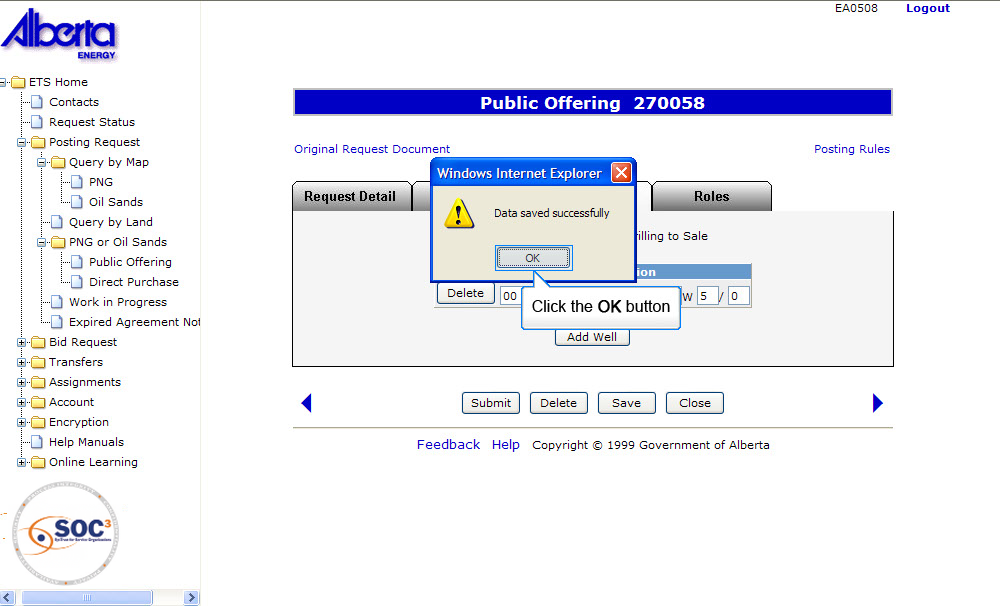 EA0508 Logout
Alberta
ENERGY
ETS Home
Contacts
Request Status
Posting Request
Query by Map
PNG
Oil Sands
Query by Land
PNG or Oil Sands
Public Offering
Direct Purchase
Work in Progress
Expired Agreement Not
Bid Request
Transfers
Assignments
Account
Encryption
Help Manuals
Online Learning
SOC3
Public Offering 270058
Original Request Document Posting Rules
Request Detail Roles
Windows Internet Explorer
Data saved successfully
OK
rilling to Sale
ion
Delete 00 W 5 / 0
Click the OK button
Add Well
Submit Delete Save Close
Feedback Help Copyright © 1999 Government of Alberta